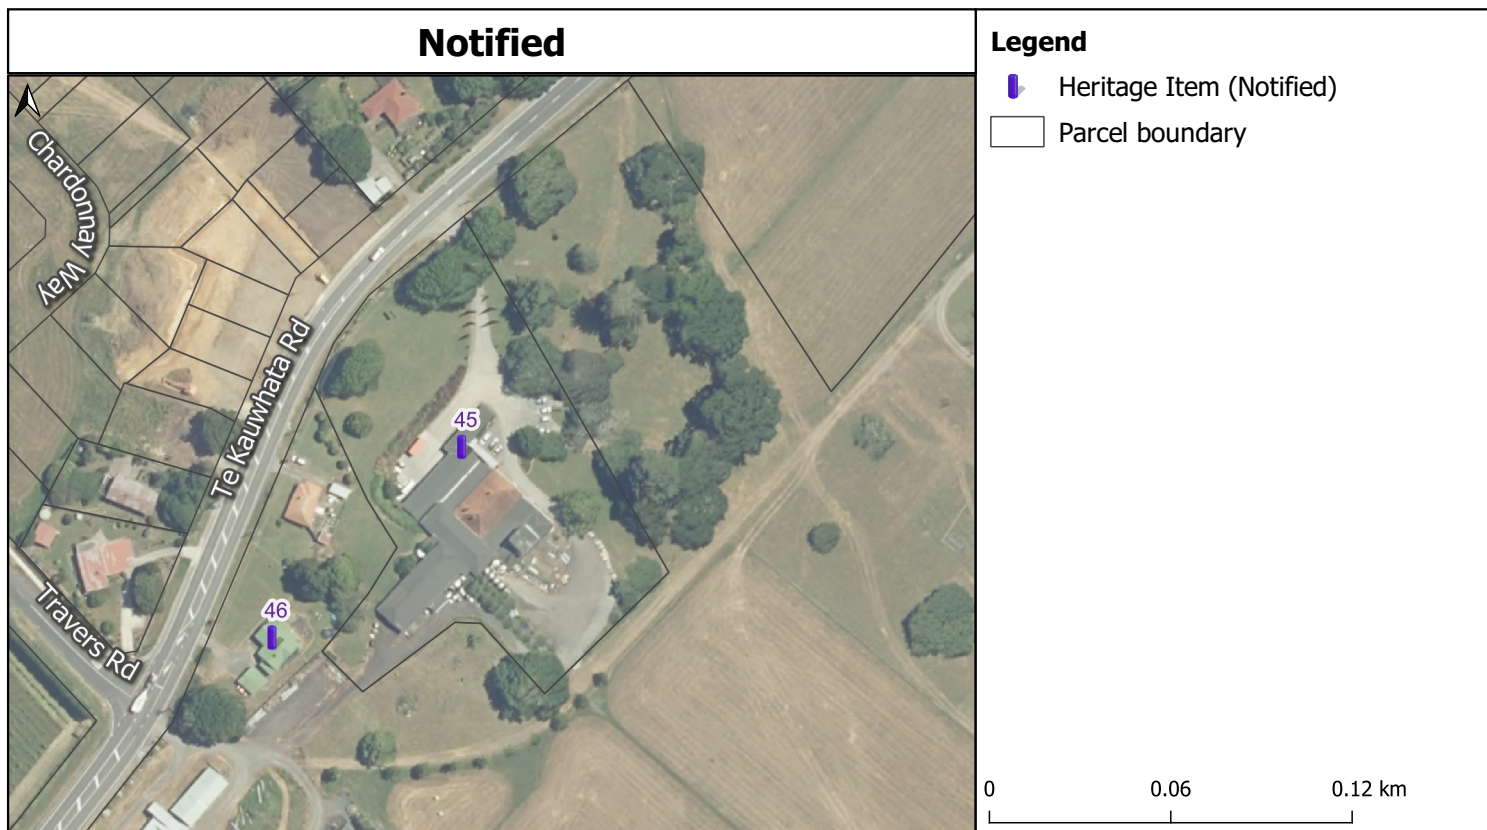 Notified
Legend
Heritage Item (Notified)
Parcel boundary
Chardonnay Way
Te Kauwhata Rd
45
46
Travers Rd
0 0.06 0.12 km